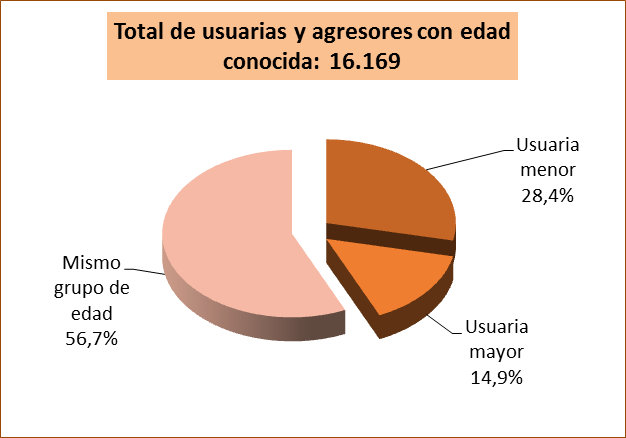 Total de usuarias y agresores con edad
conocida: 16.169
Usuaria
menor
28,4%
Mismo
grupo de
edad
56,7%
Usuaria
mayor
14,9%